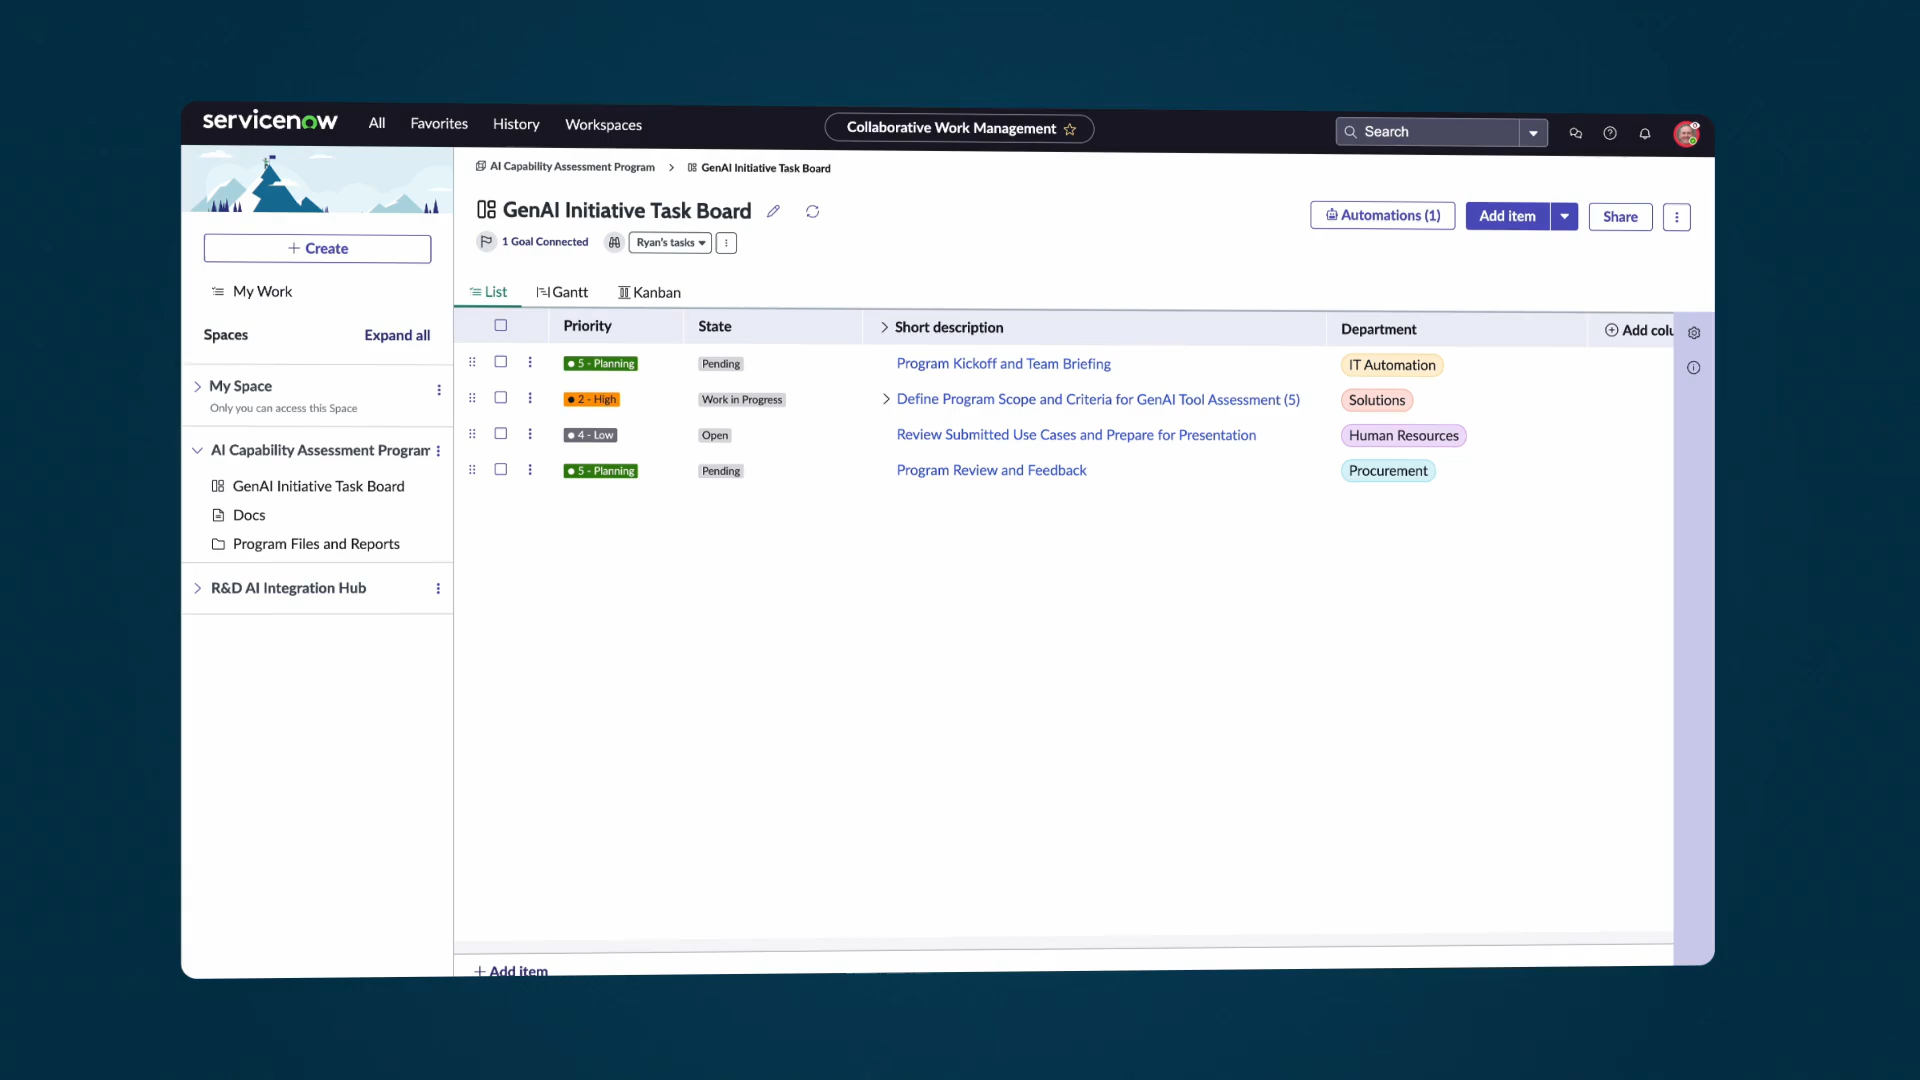 servicenow All Favorites History Workspaces Collaborative Work Management Search
AI Capability Assessment Program > GenAI Initiative Task Board
GenAI Initiative Task Board
Automations (1) Add item Share
1 Goal Connected Ryan's tasks
+ Create
My Work
Spaces Expand all
My Space
Only you can access this Space
AI Capability Assessment Program
GenAI Initiative Task Board
Docs
Program Files and Reports
R&D AI Integration Hub
List Gantt Kanban
Priority State Short description Department Add colu
5 - Planning Pending Program Kickoff and Team Briefing IT Automation
2 - High Work in Progress Define Program Scope and Criteria for GenAI Tool Assessment (5) Solutions
4 - Low Open Review Submitted Use Cases and Prepare for Presentation Human Resources
5 - Planning Pending Program Review and Feedback Procurement
+ Add item